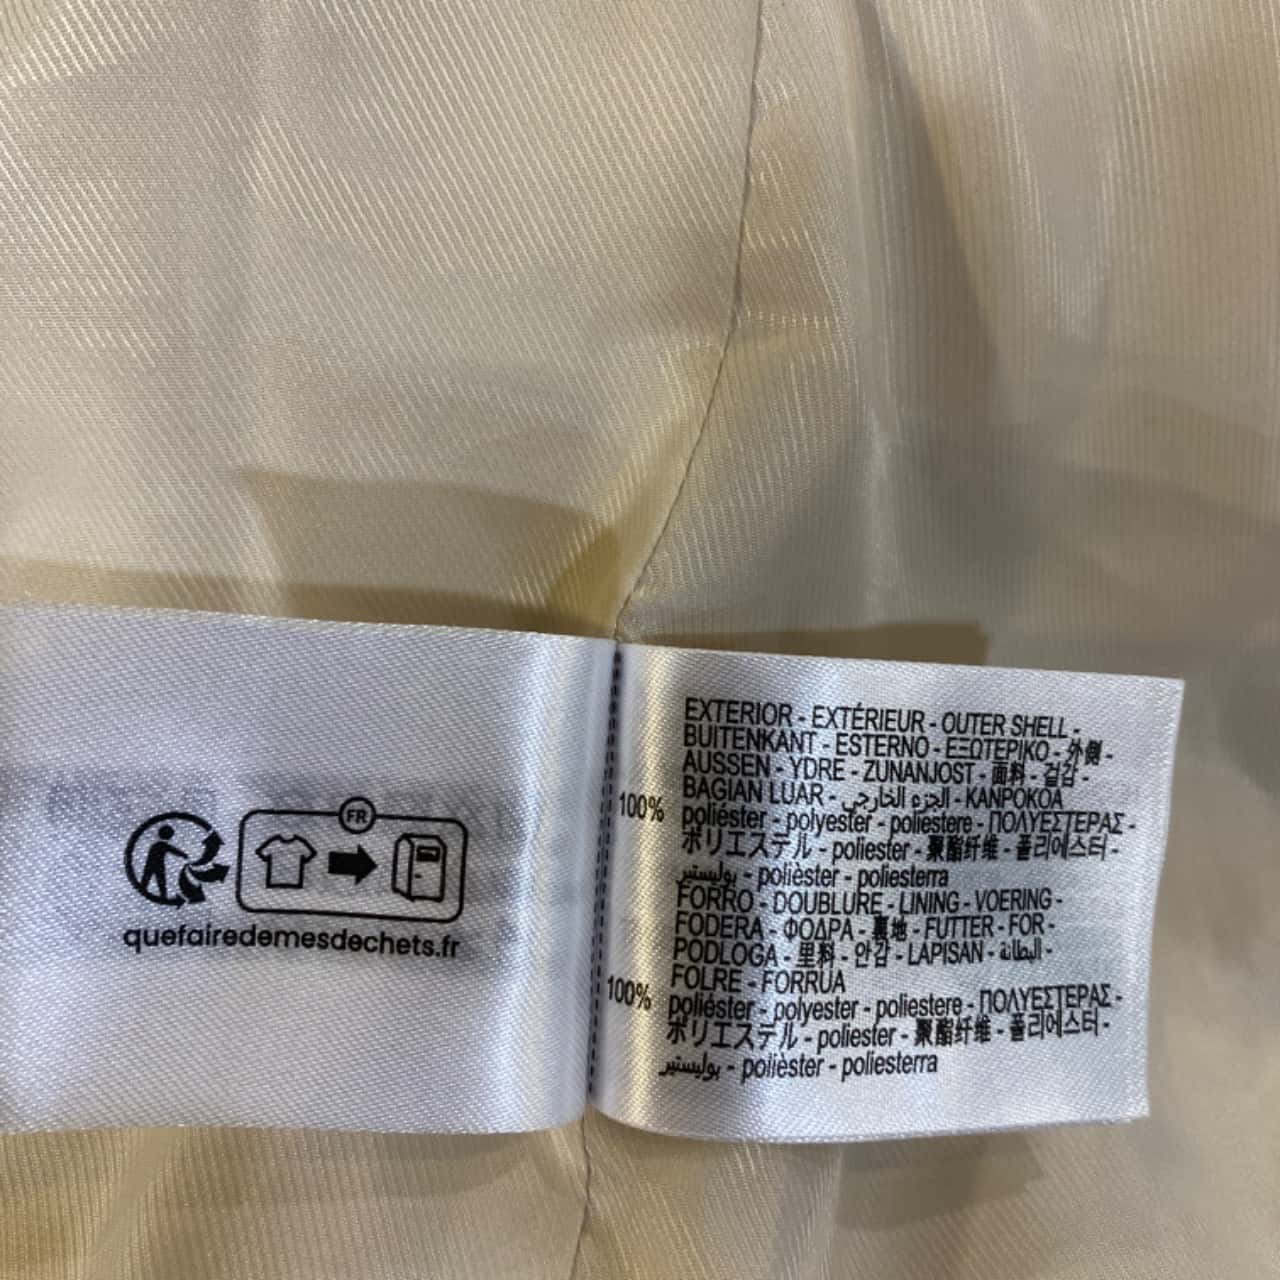 FR
quefairedemesdechets.fr
EXTERIOR - EXTÉRIEUR - OUTER SHELL -
BUITENKANT - ESTERNO - ΕΞΩΤΕΡΙΚΟ - 外側 -
AUSSEN - YDRE - ZUNANJOST - 面料 - 겉감 -
BAGIAN LUAR - الجزء الخارجي - KANPOKOA
100% poliéster - polyester - poliestere - ΠΟΛΥΕΣΤΕΡΑΣ -
ポリエステル - poliester - 聚酯纤维 - 폴리에스터 -
بوليستير - polièster - poliesterra
FORRO - DOUBLURE - LINING - VOERING -
FODERA - ΦΟΔΡΑ - 裏地 - FUTTER - FOR -
PODLOGA - 里料 - 안감 - LAPISAN - البطانة -
FOLRE - FORRUA
100% poliéster - polyester - poliestere - ΠΟΛΥΕΣΤΕΡΑΣ -
ポリエステル - poliester - 聚酯纤维 - 폴리에스터 -
بوليستير - polièster - poliesterra